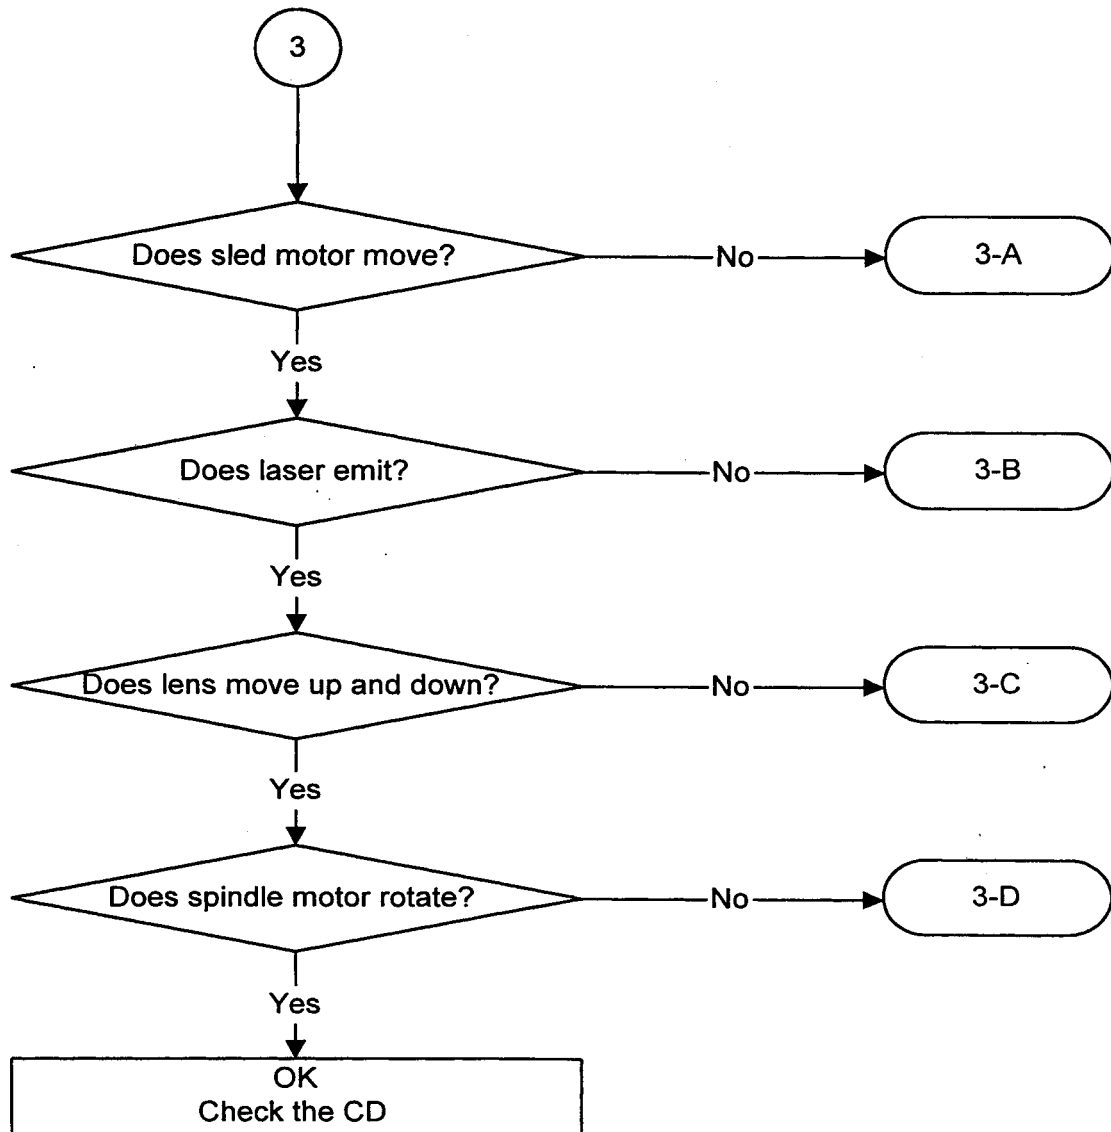 3
Does sled motor move?
No
3-A
Yes
Does laser emit?
No
3-B
Yes
Does lens move up and down?
No
3-C
Yes
Does spindle motor rotate?
No
3-D
Yes
OK
Check the CD